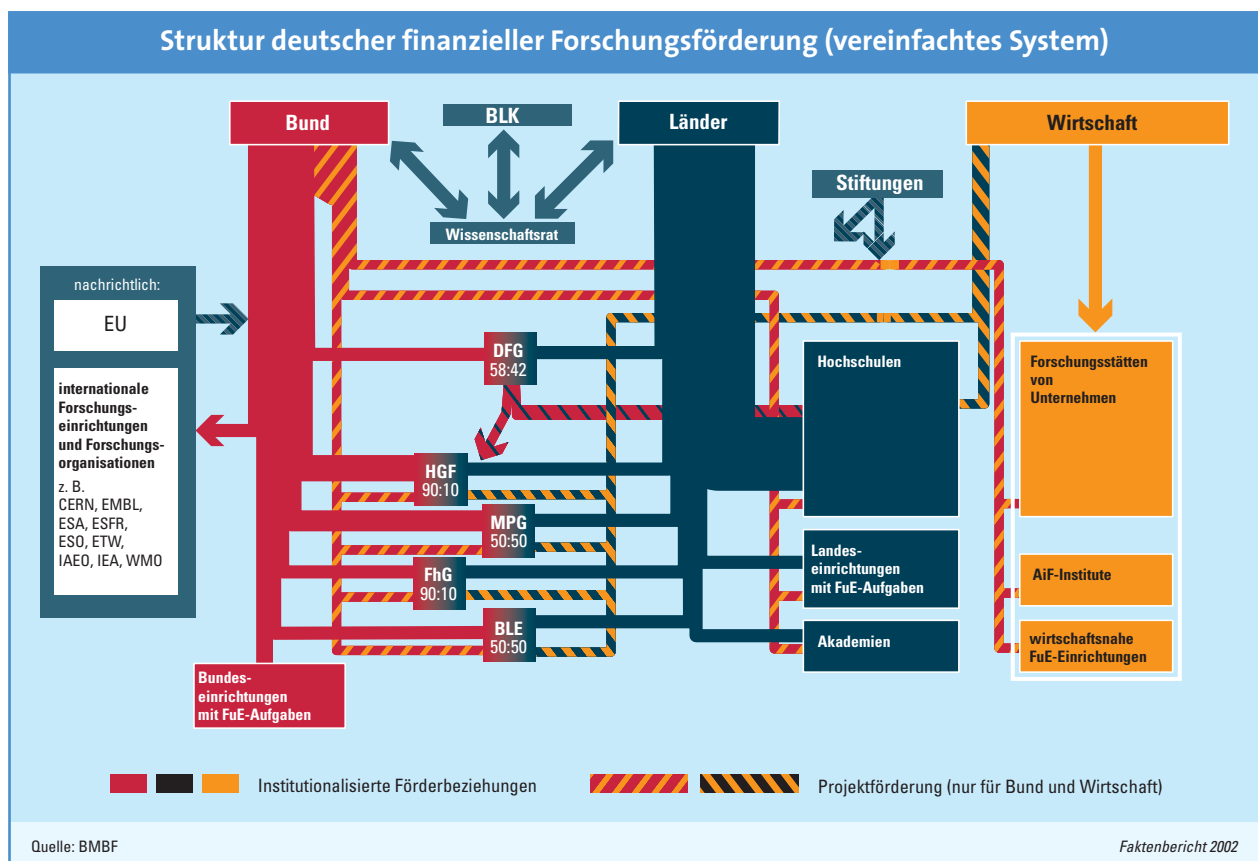 Struktur deutscher finanzieller Forschungsförderung (vereinfachtes System)
Bund
BLK
Länder
Wirtschaft
Stiftungen
Wissenschaftsrat
nachrichtlich:
EU
internationale
Forschungs-
einrichtungen
und Forschungs-
organisationen
z. B.
CERN, EMBL,
ESA, ESFR,
ESO, ETW,
IAEO, IEA, WMO
DFG
58:42
HGF
90:10
MPG
50:50
FhG
90:10
BLE
50:50
Hochschulen
Landes-
einrichtungen
mit FuE-Aufgaben
Akademien
Forschungsstätten
von
Unternehmen
AiF-Institute
wirtschaftsnahe
FuE-Einrichtungen
Bundes-
einrichtungen
mit FuE-Aufgaben
Institutionalisierte Förderbeziehungen
Projektförderung (nur für Bund und Wirtschaft)
Quelle: BMBF
Faktenbericht 2002